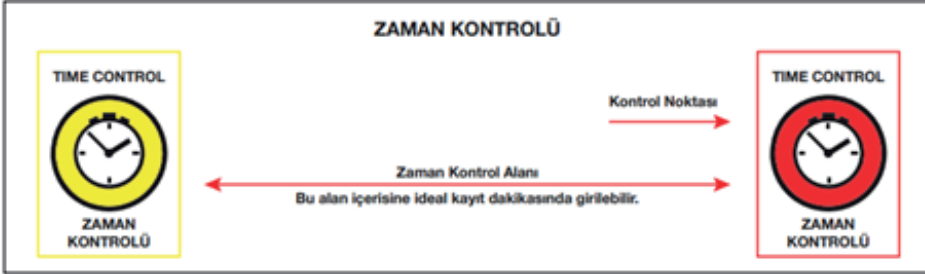 ZAMAN KONTROLÜ
TIME CONTROL
ZAMAN
KONTROLÜ
Kontrol Noktası
Zaman Kontrol Alanı
Bu alan içerisine ideal kayıt dakikasında girilebilir.
TIME CONTROL
ZAMAN
KONTROLÜ